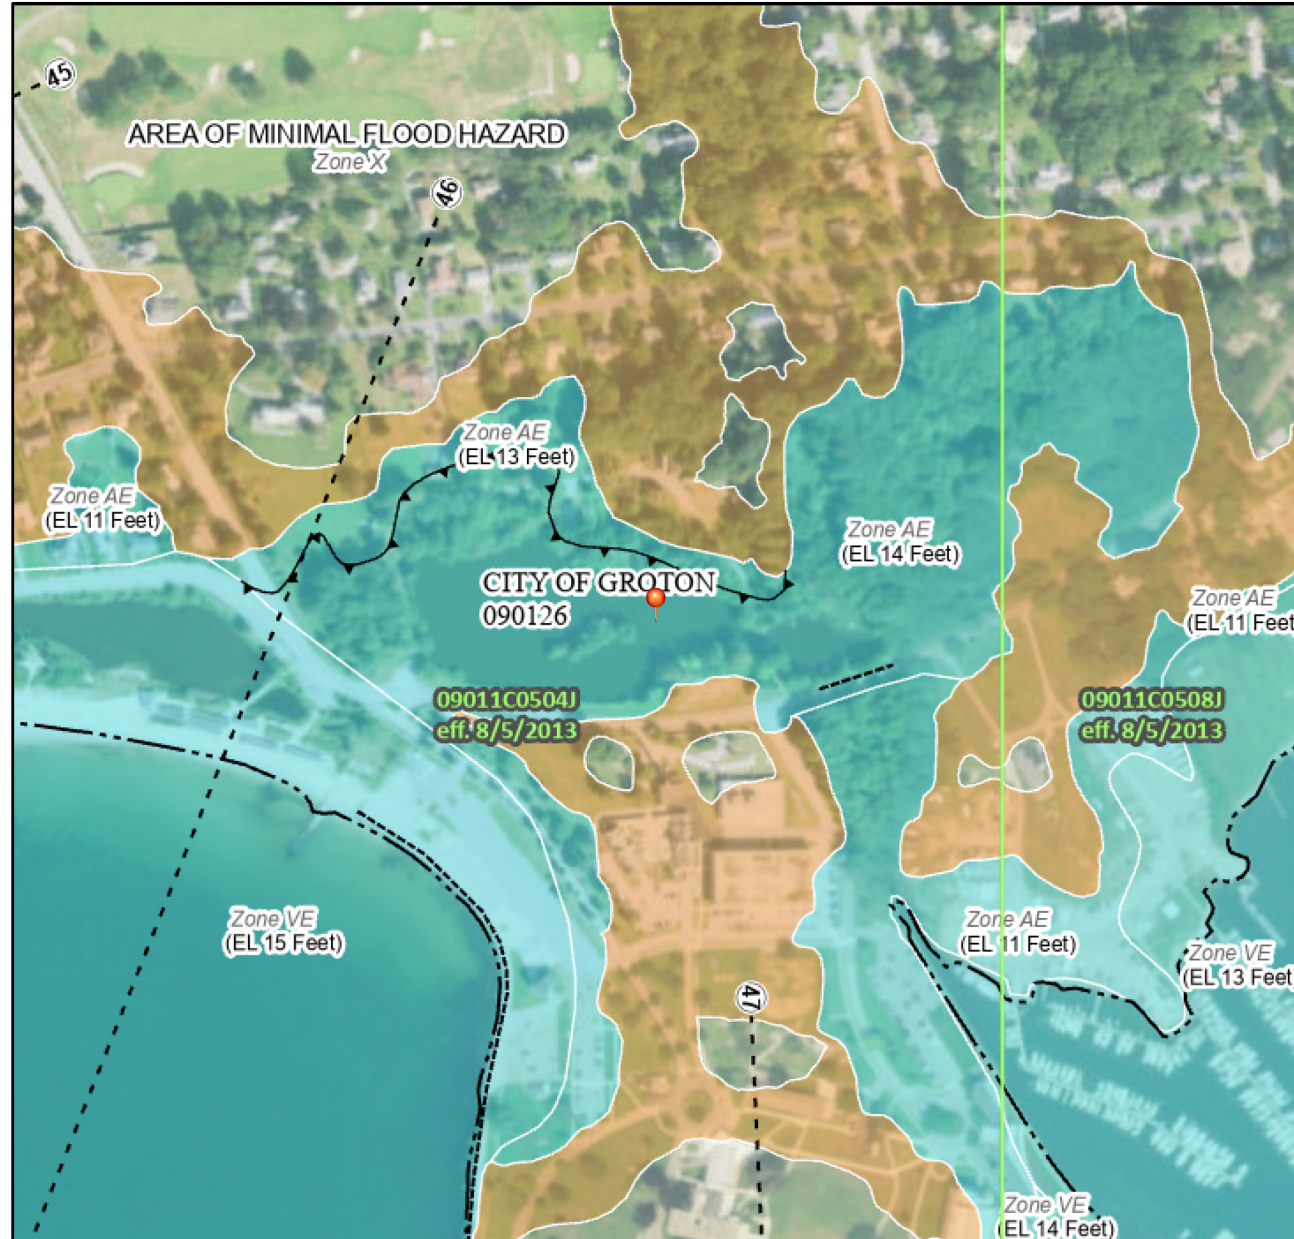 45
AREA OF MINIMAL FLOOD HAZARD
Zone X
46
Zone AE
(EL 13 Feet)
Zone AE
(EL 11 Feet)
Zone AE
(EL 14 Feet)
CITY OF GROTON
090126
Zone AE
(EL 11 Feet
09011C0504J
eff. 8/5/2013
09011C0508J
eff. 8/5/2013
Zone VE
(EL 15 Feet)
Zone AE
(EL 11 Feet)
Zone VE
(EL 13 Feet)
47
Zone VE
(EL 14 Feet)